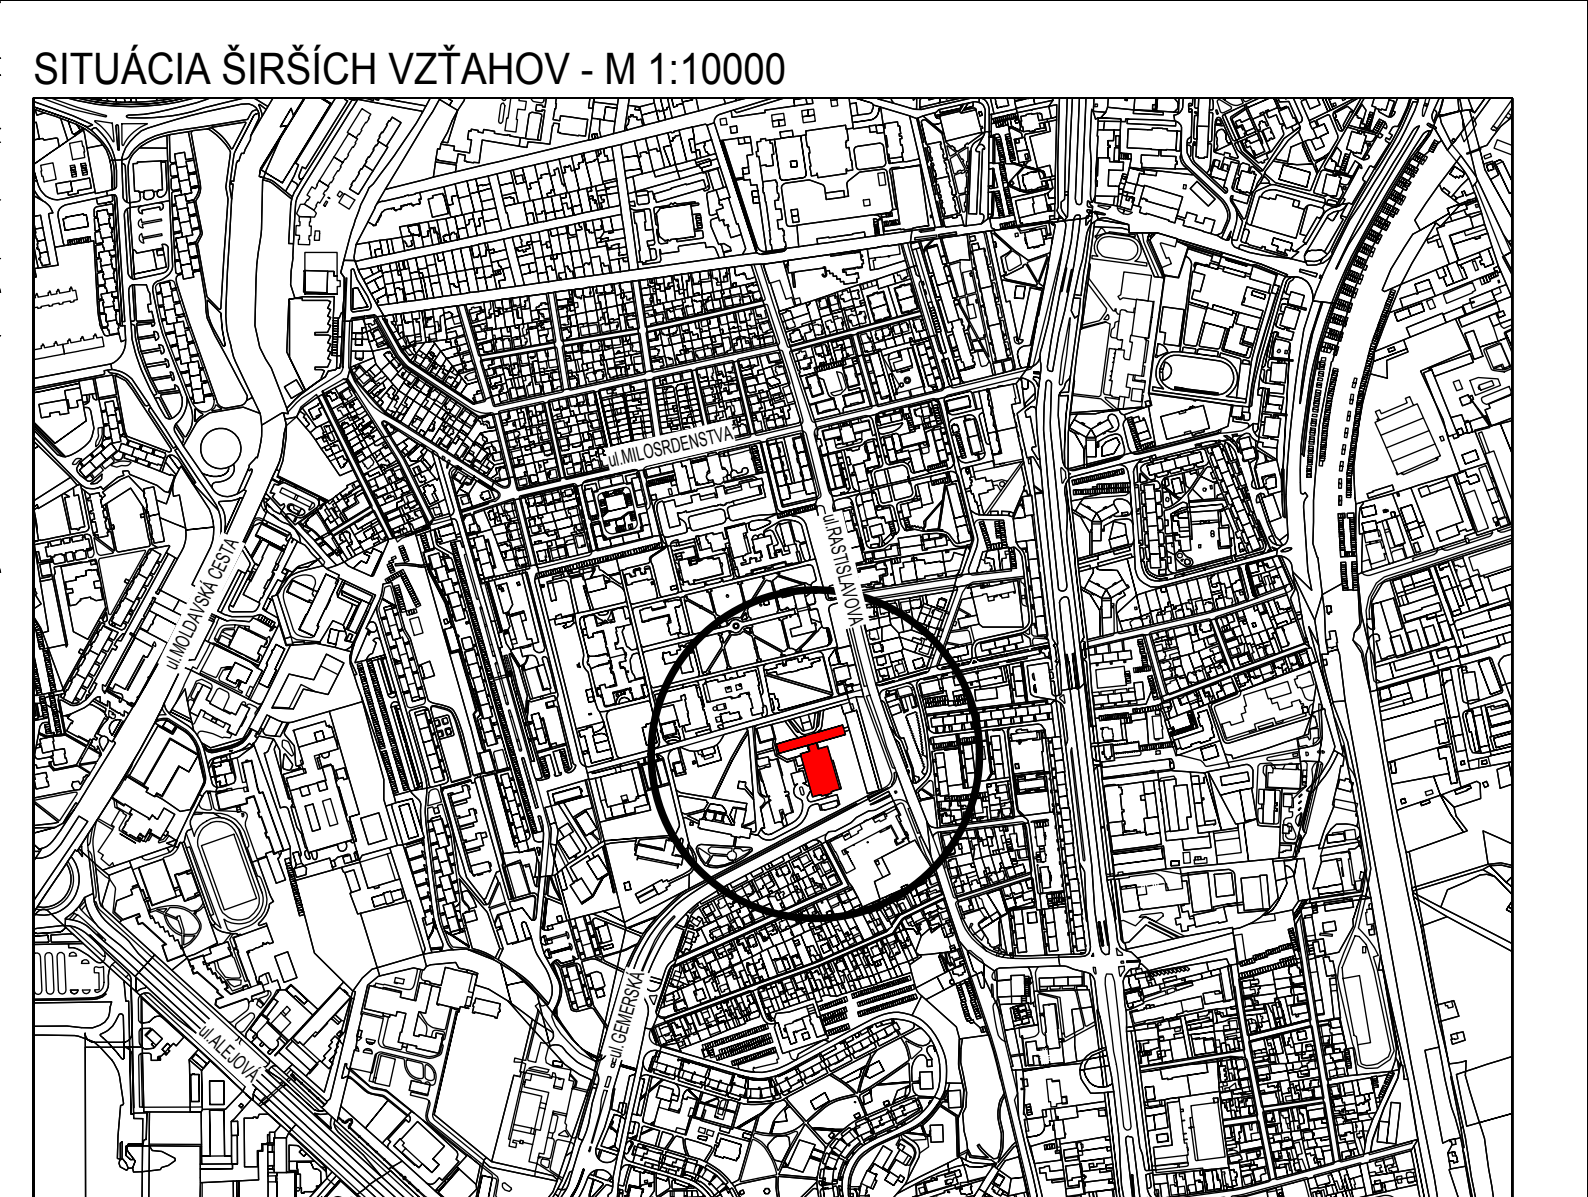 SITUÁCIA ŠIRŠÍCH VZŤAHOV - M 1:10000
ul.MILOSRDENSTVA
ul.RASTISLAVOVA
ul.MOLDAVSKÁ CESTA
ul.GEMERSKÁ
ul.ALEJOVÁ